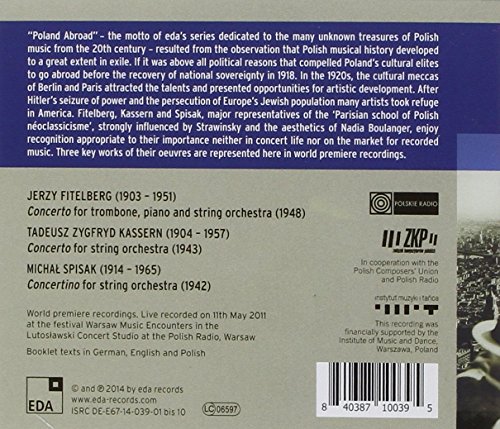 "Poland Abroad" – the motto of eda's series dedicated to the many unknown treasures of Polish
music from the 20th century – resulted from the observation that Polish musical history developed
to a great extent in exile. If it was above all political reasons that compelled Poland's cultural elites
to go abroad before the recovery of national sovereignty in 1918. In the 1920s, the cultural meccas
of Berlin and Paris attracted the talents and presented opportunities for artistic development. After
Hitler's seizure of power and the persecution of Europe's Jewish population many artists took refuge
in America. Fitelberg, Kassern and Spisak, major representatives of the 'Parisian school of Polish
néoclassicisme', strongly influenced by Strawinsky and the aesthetics of Nadia Boulanger, enjoy
recognition appropriate to their importance neither in concert life nor on the market for recorded
music. Three key works of their oeuvres are represented here in world premiere recordings.
JERZY FITELBERG (1903 – 1951)
Concerto for trombone, piano and string orchestra (1948)
TADEUSZ ZYGFRYD KASSERN (1904 – 1957)
Concerto for string orchestra (1943)
MICHAŁ SPISAK (1914 – 1965)
Concertino for string orchestra (1942)
World premiere recordings. Live recorded on 11th May 2011
at the festival Warsaw Music Encounters in the
Lutosławski Concert Studio at the Polish Radio, Warsaw
Booklet texts in German, English and Polish
EDA
© and ℗ 2014 by eda records
www.eda-records.com
ISRC DE-E67-14-039-01 bis 10
LC 06597
POLSKIE RADIO
ZKP
związek kompozytorów polskich
In cooperation with the
Polish Composers' Union
and Polish Radio
instytut muzyki i tańca
This recording was
financially supported by the
Institute of Music and Dance,
Warszawa, Poland
8 40387 10039 5